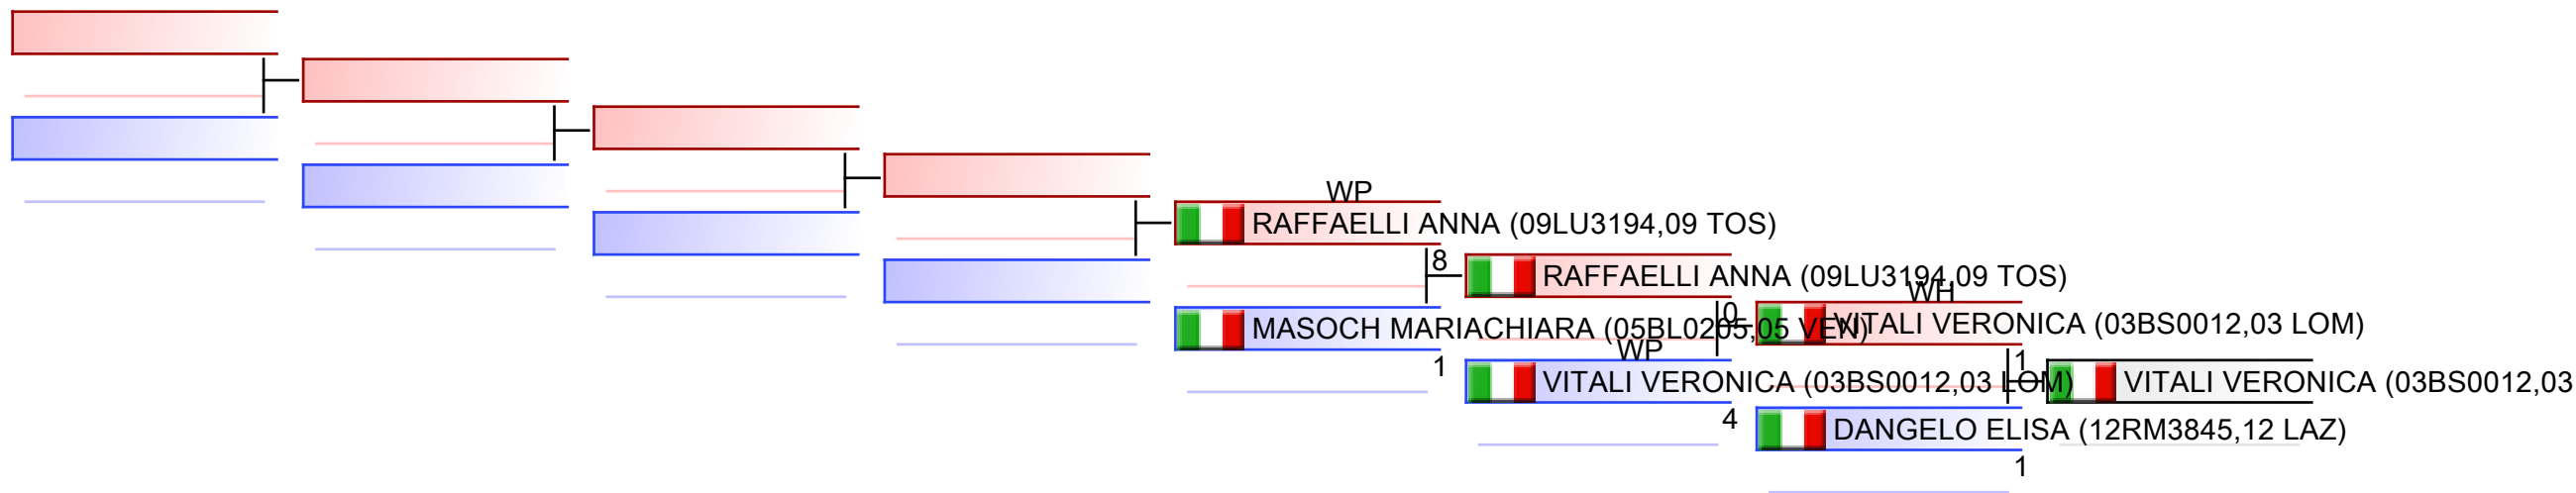 WP
RAFFAELLI ANNA (09LU3194,09 TOS)
8
MASOCH MARIACHIARA (05BL0205,05 VEN)
1
RAFFAELLI ANNA (09LU3194,09 TOS)
0
WP
VITALI VERONICA (03BS0012,03 LOM)
4
WH
VITALI VERONICA (03BS0012,03 LOM)
1
DANGELO ELISA (12RM3845,12 LAZ)
1
VITALI VERONICA (03BS0012,03